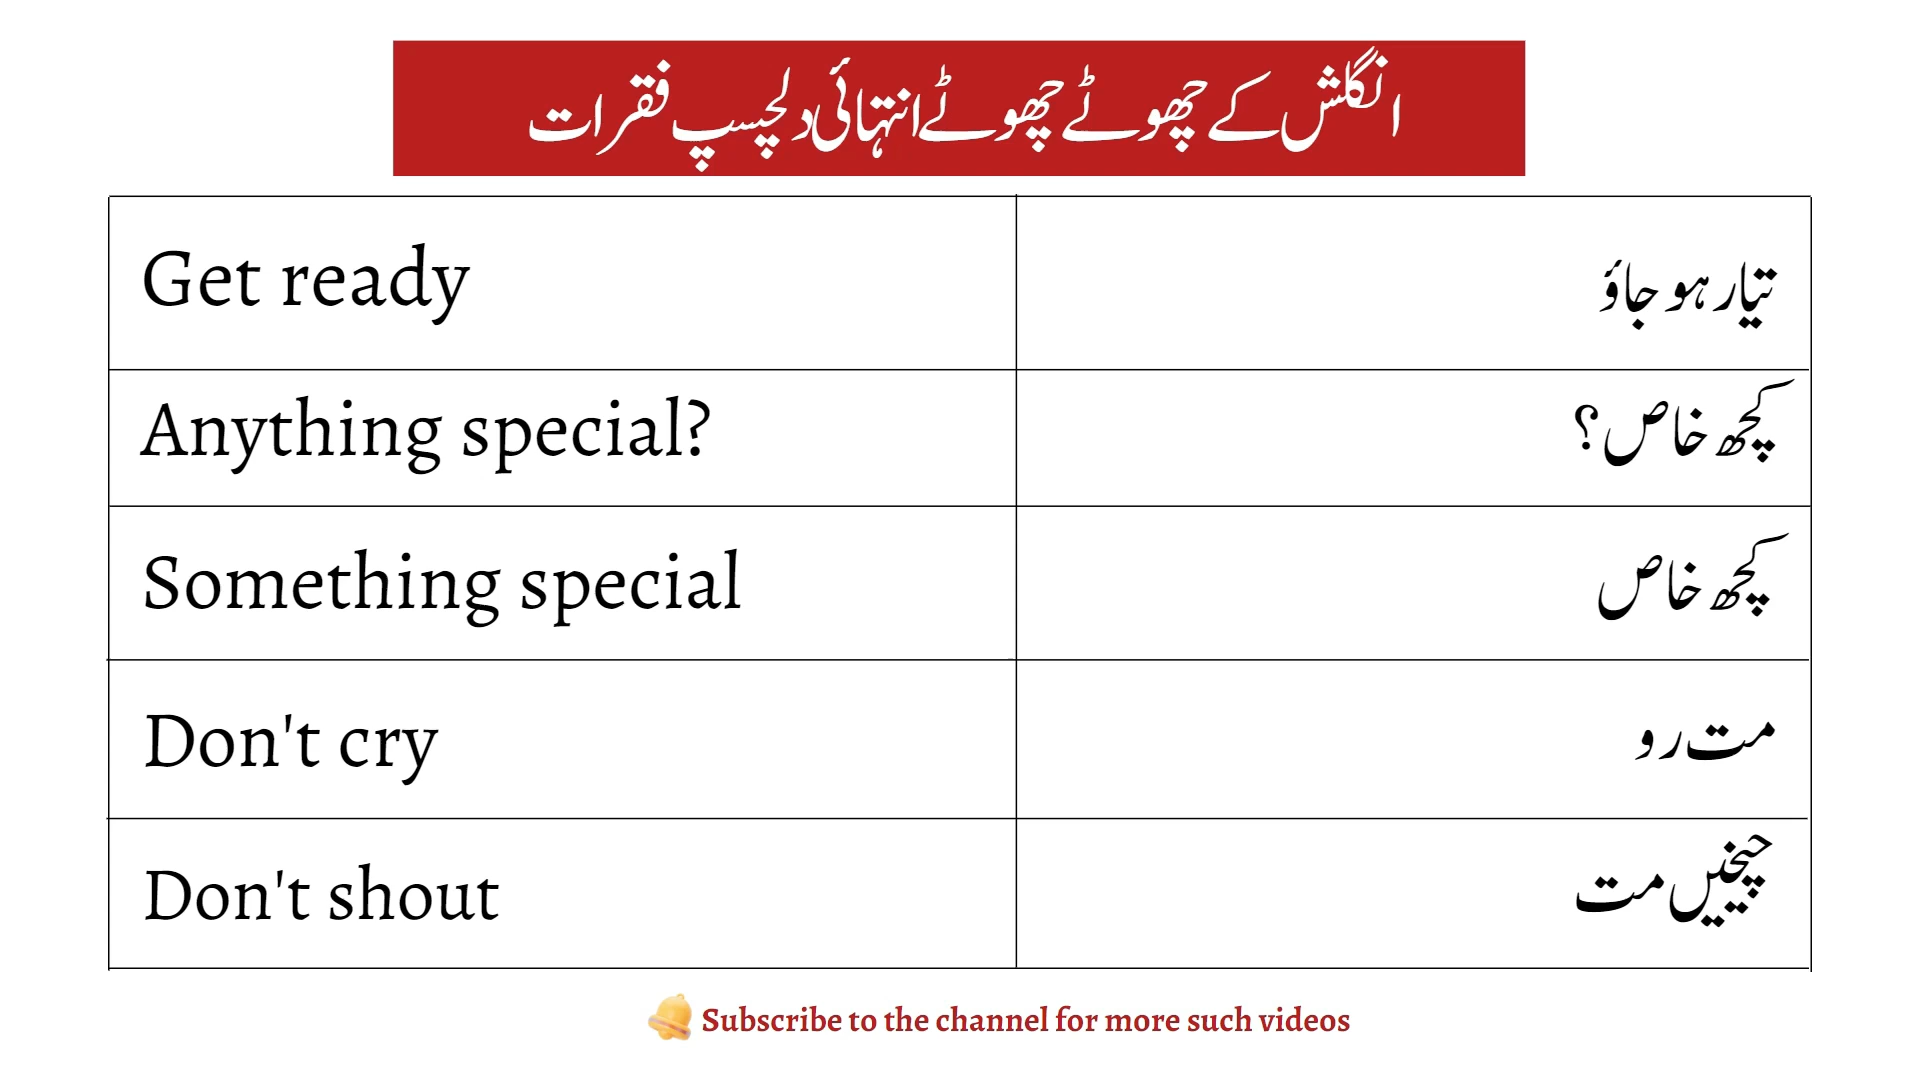 انگلش کے چھوٹے چھوٹے انتہائی دلچسپ فقرات
Get ready
تیار ہو جاؤ
Anything special?
کچھ خاص؟
Something special
کچھ خاص
Don't cry
مت رو
Don't shout
چیخیں مت
Subscribe to the channel for more such videos